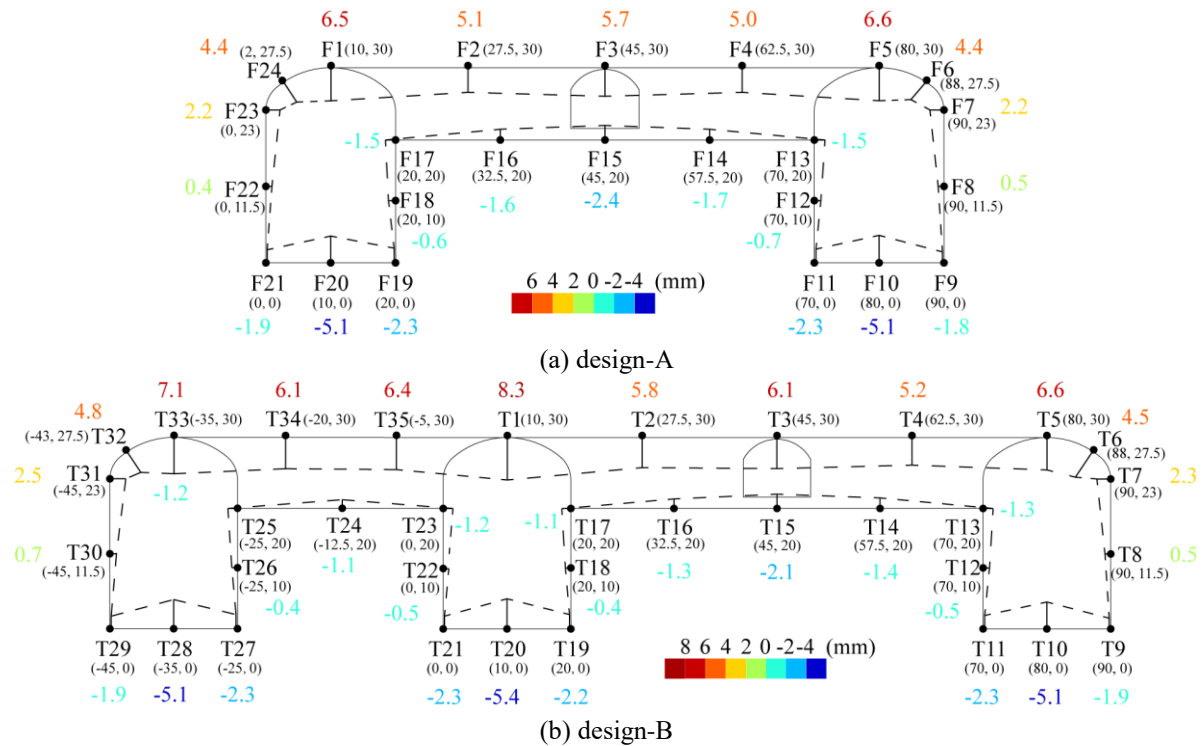 6.5 5.1 5.7 5.0 6.6
4.4 (2, 27.5) F1(10, 30) F2(27.5, 30) F3(45, 30) F4(62.5, 30) F5(80, 30) 4.4
F24 F6
(88, 27.5)
2.2 F23 F7 2.2
(0, 23) (90, 23)
-1.5 -1.5
F17 F16 F15 F14 F13
(20, 20) (32.5, 20) (45, 20) (57.5, 20) (70, 20)
0.4 F22 F8 0.5
(0, 11.5) (90, 11.5)
F18 -1.6 -2.4 -1.7 F12
(20, 10) (70, 10)
-0.6 -0.7
6 4 2 0 -2 -4 (mm)
F21 F20 F19 F11 F10 F9
(0, 0) (10, 0) (20, 0) (70, 0) (80, 0) (90, 0)
-1.9 -5.1 -2.3 -2.3 -5.1 -1.8
(a) design-A
7.1 6.1 6.4 8.3 5.8 6.1 5.2 6.6
4.8 T33(-35, 30) T34(-20, 30) T35(-5, 30) T1(10, 30) T2(27.5, 30) T3(45, 30) T4(62.5, 30) T5(80, 30) 4.5
(-43, 27.5) T32 T6
(88, 27.5)
2.5 T31 T7 2.3
(-45, 23) (90, 23)
-1.2 -1.2 -1.1 -1.3
T25 T24 T23 T17 T16 T15 T14 T13
(-25, 20) (-12.5, 20) (0, 20) (20, 20) (32.5, 20) (45, 20) (57.5, 20) (70, 20)
0.7 T30 T8 0.5
(-45, 11.5) (90, 11.5)
T26 -1.1 T22 T18 -1.3 -2.1 -1.4 T12
(-25, 10) (0, 10) (20, 10) (70, 10)
-0.4 -0.5 -0.4 -0.5
8 6 4 2 0 -2 -4 (mm)
T29 T28 T27 T21 T20 T19 T11 T10 T9
(-45, 0) (-35, 0) (-25, 0) (0, 0) (10, 0) (20, 0) (70, 0) (80, 0) (90, 0)
-1.9 -5.1 -2.3 -2.3 -5.4 -2.2 -2.3 -5.1 -1.9
(b) design-B